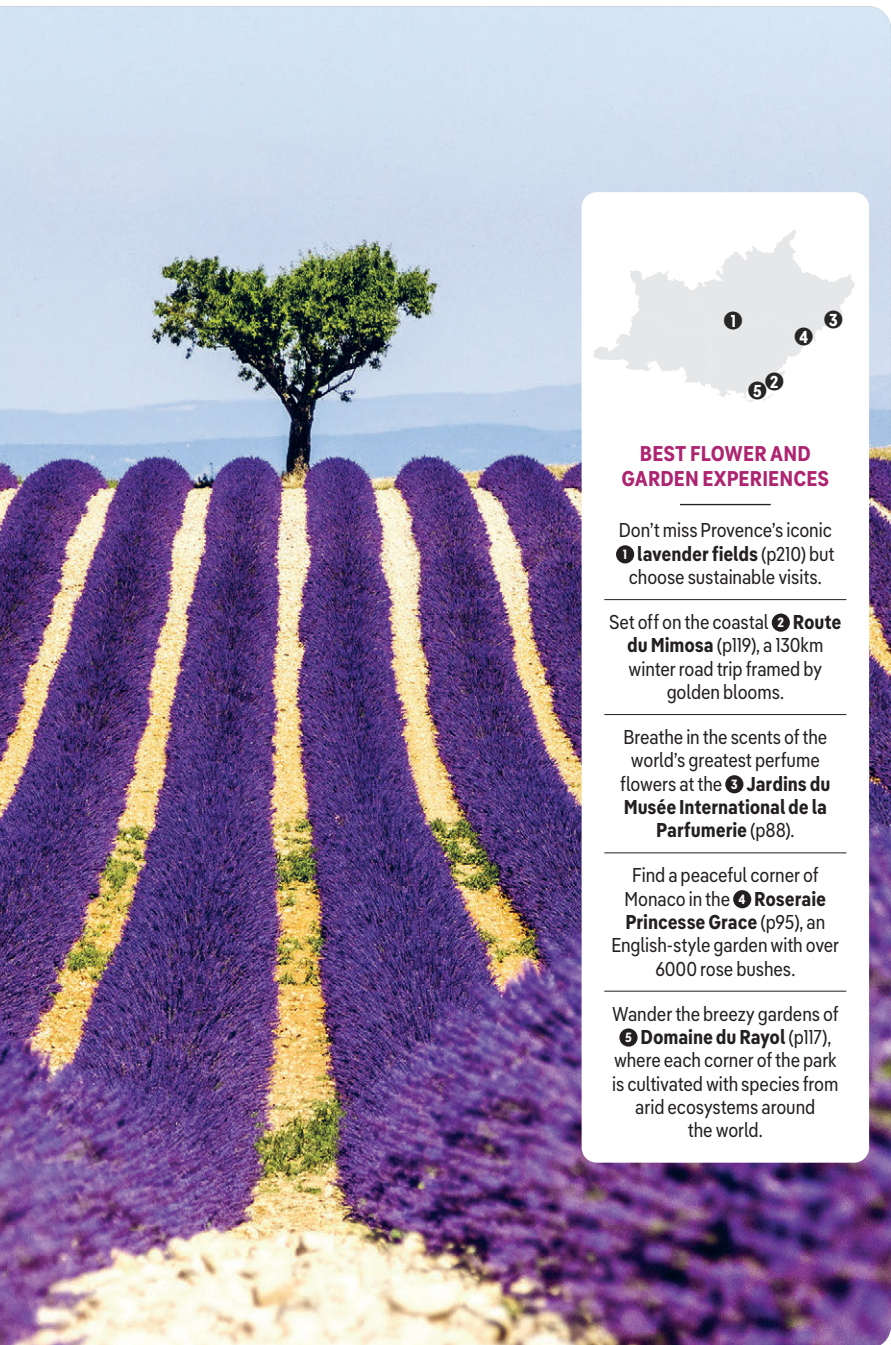 ❶
❸
❹
❷
❺
BEST FLOWER AND
GARDEN EXPERIENCES
Don’t miss Provence’s iconic
❶ lavender fields (p210) but
choose sustainable visits.
Set off on the coastal ❷ Route
du Mimosa (p119), a 130km
winter road trip framed by
golden blooms.
Breathe in the scents of the
world’s greatest perfume
flowers at the ❸ Jardins du
Musée International de la
Parfumerie (p88).
Find a peaceful corner of
Monaco in the ❹ Roseraie
Princesse Grace (p95), an
English-style garden with over
6000 rose bushes.
Wander the breezy gardens of
❺ Domaine du Rayol (p117),
where each corner of the park
is cultivated with species from
arid ecosystems around
the world.